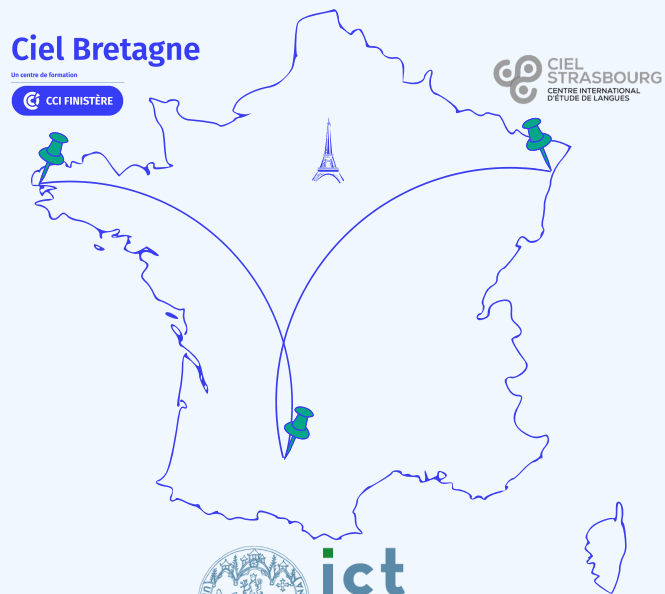 Ciel Bretagne
Un centre de formation
CCI FINISTÈRE
CIEL
STRASBOURG
CENTRE INTERNATIONAL
D'ÉTUDE DE LANGUES
ict